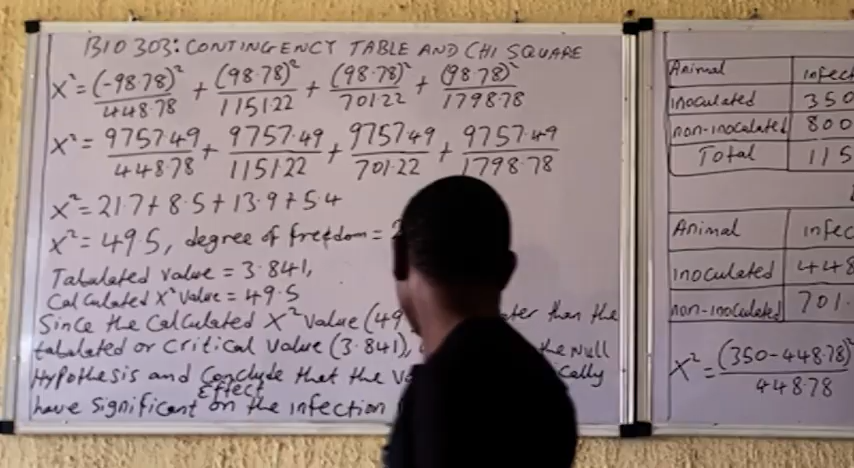 BIO 303: CONTINGENCY TABLE AND CHI SQUARE
X² = (-98.78)²/448.78 + (98.78)²/1151.22 + (98.78)²/701.22 + (98.78)²/1798.78
X² = 9757.49/448.78 + 9757.49/1151.22 + 975749/701.22 + 9757.49/1798.78
X² = 21.7 + 8.5 + 13.9 + 5.4
X² = 49.5, degree of freedom =
Tabulated value = 3.841,
Calculated X² value = 49.5
Since the calculated X² value (49 than the
tabulated or critical value (3.841), the Null
Hypothesis and conclude that the
have significant Effect on the infection
Animal infec
inoculated 350
non-inoculated 800
Total 115
Animal infec
inoculated 448
non-inoculated 701.
X² = (350-448.78)²/448.78